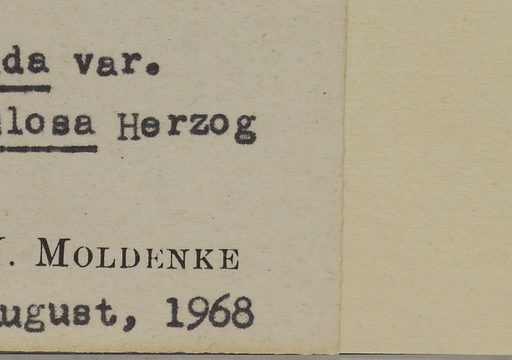 da var.
losa Herzog
. MOLDENKE
ugust, 1968